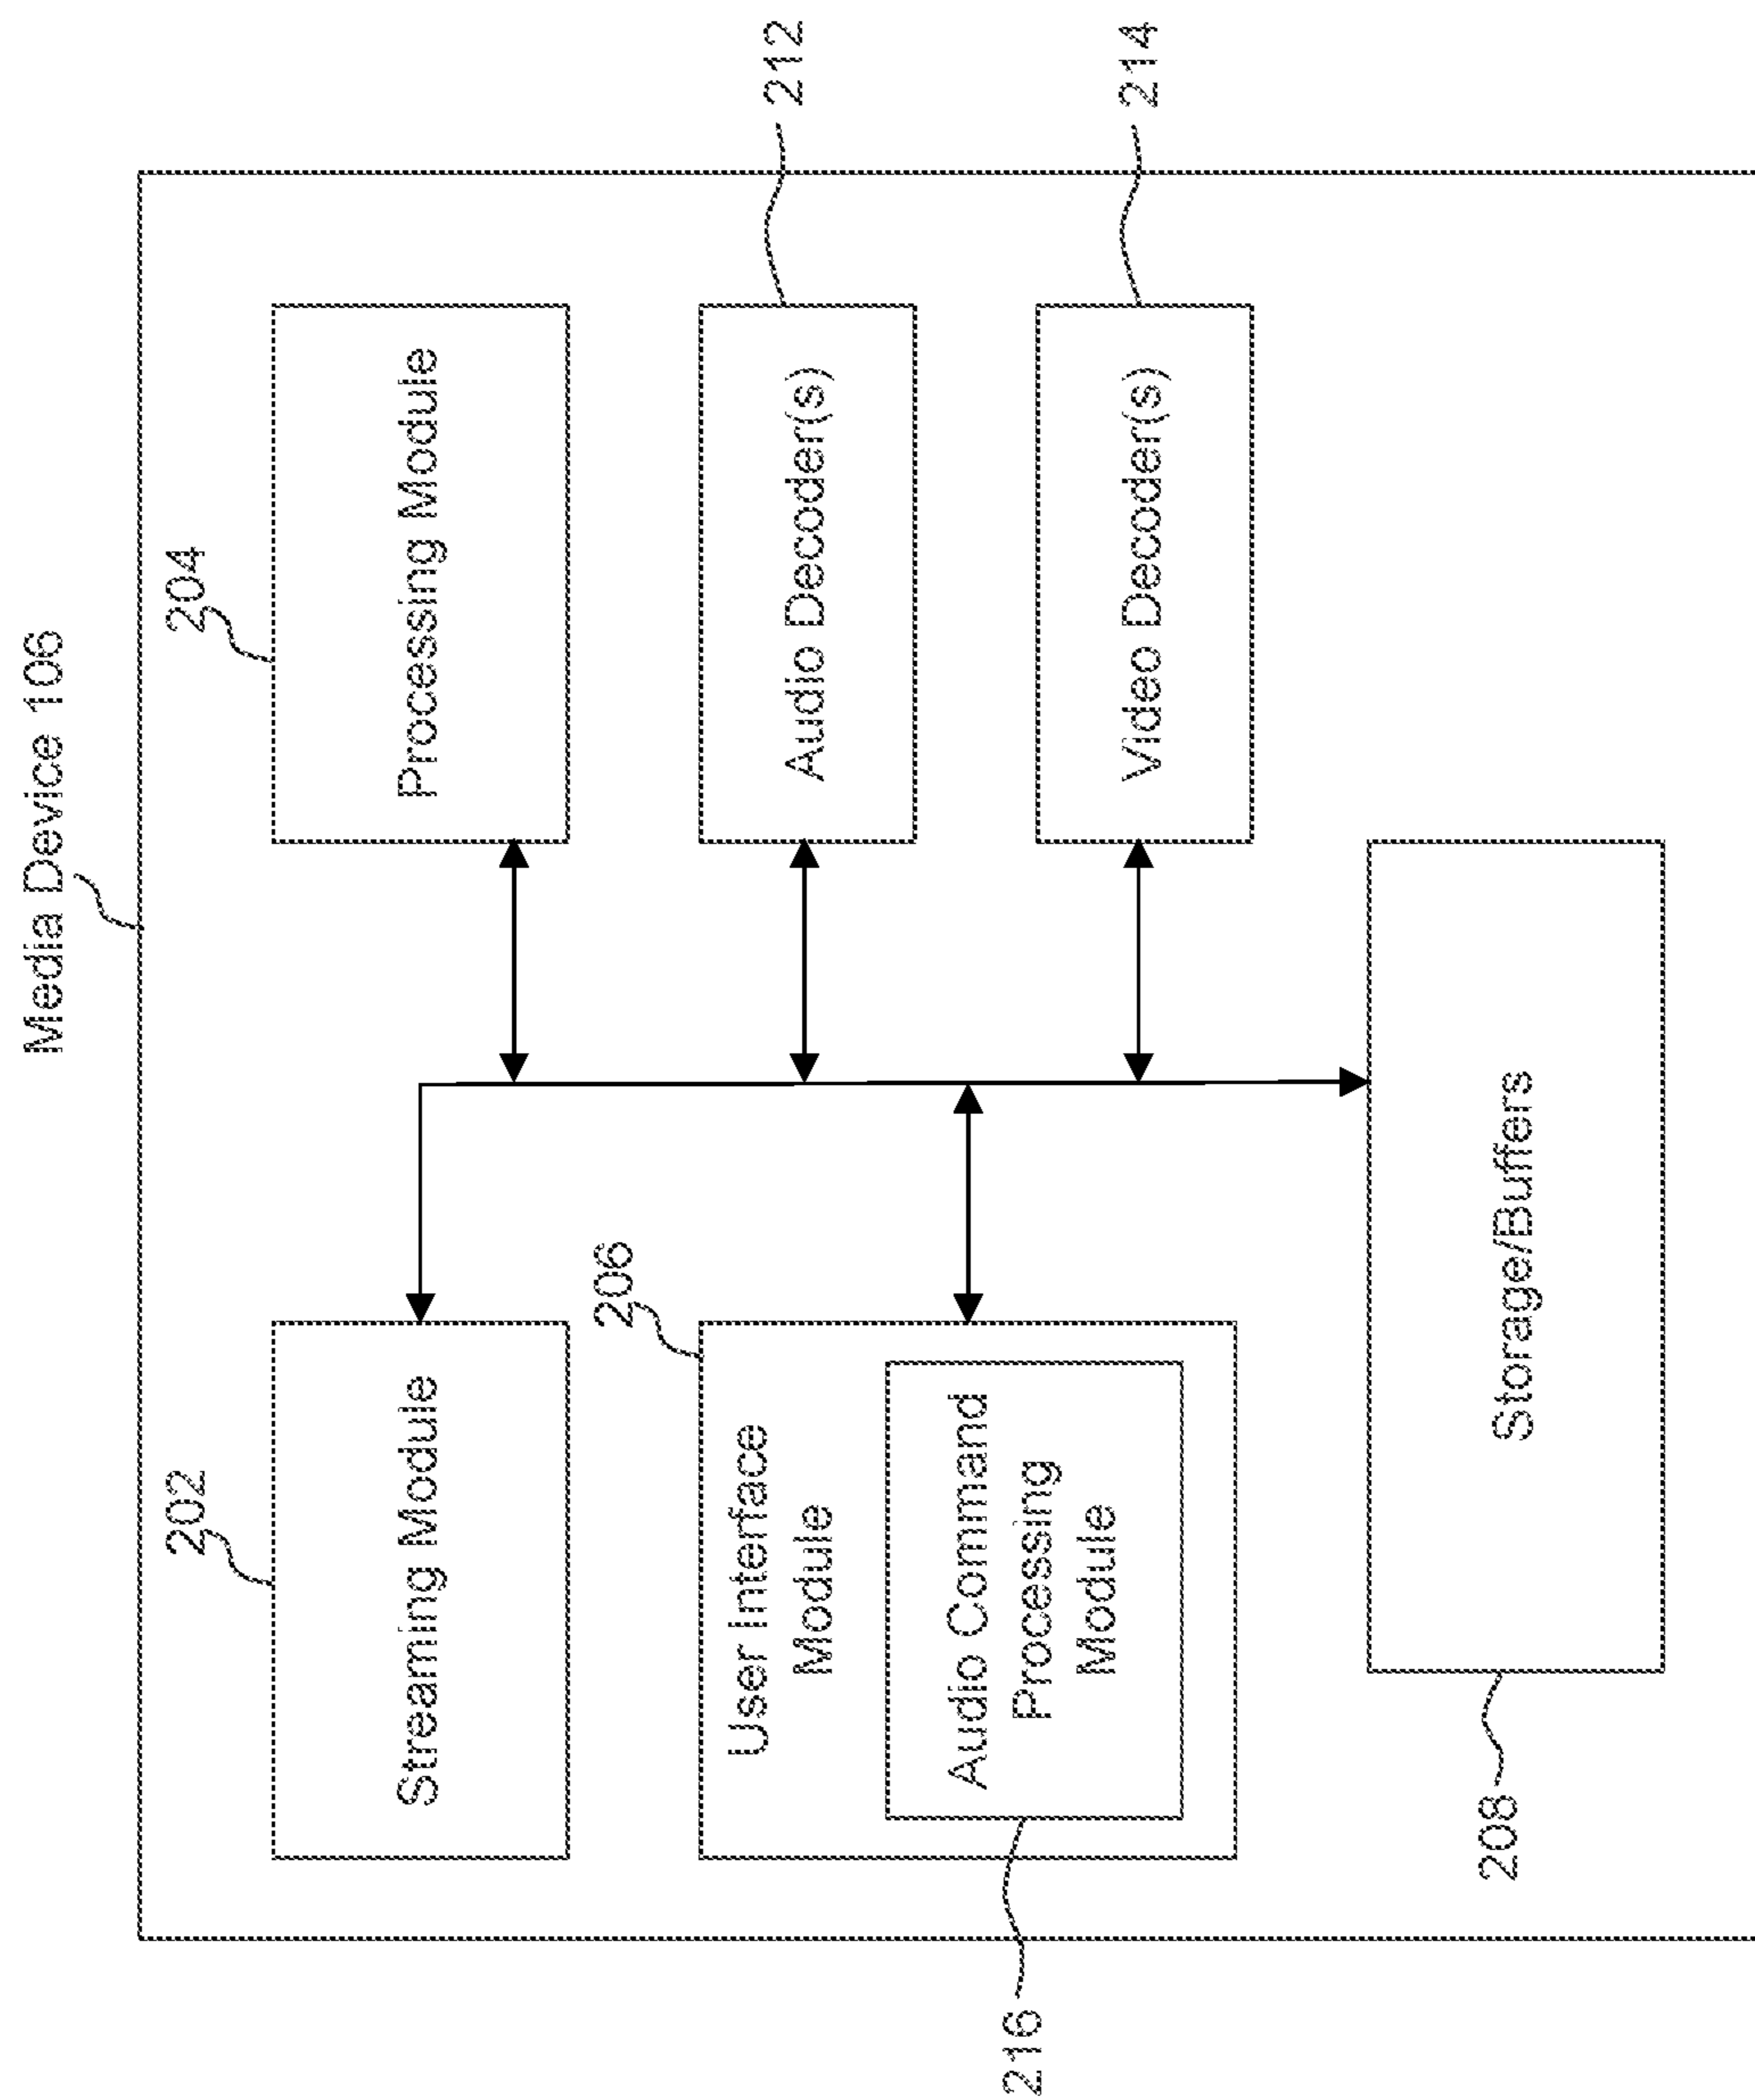 Media Device 106
202
204
Streaming Module
Processing Module
206
User Interface
Module
Audio Decoder(s)
212
Audio Command
Processing
Module
216
Video Decoder(s)
214
Storage/Buffers
208